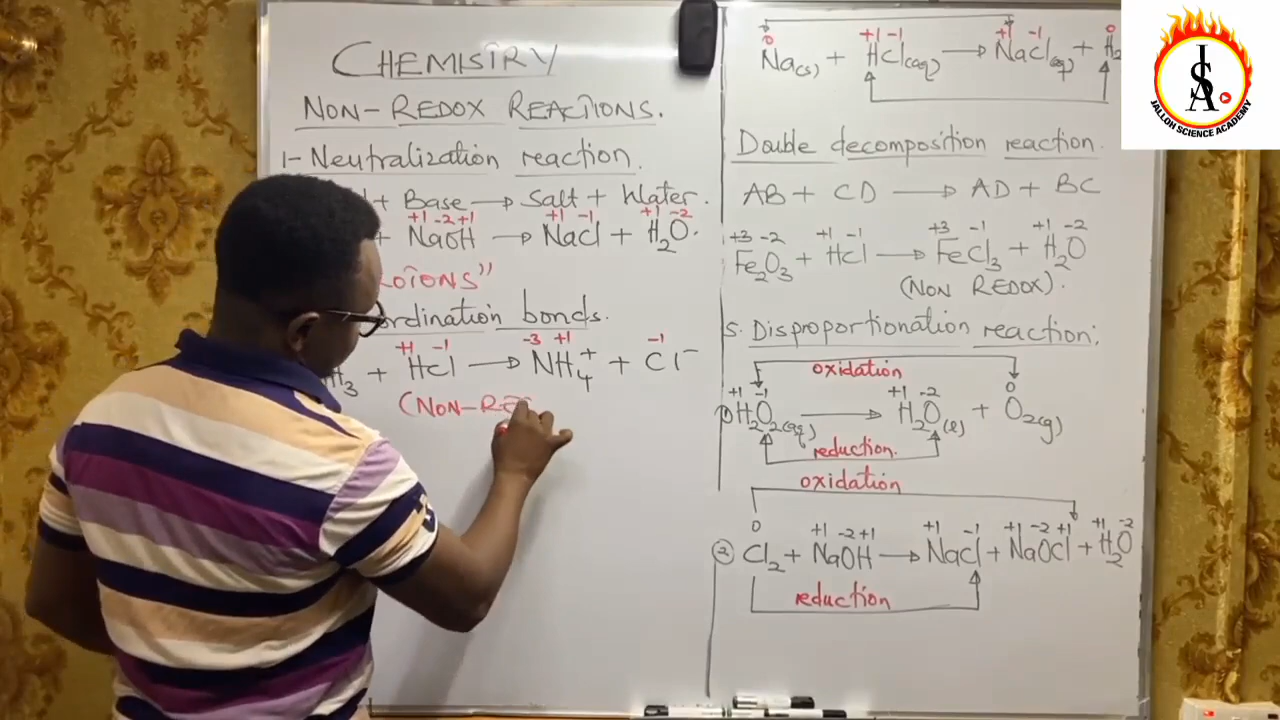 CHEMISTRY
NON-REDOX REACTIONS.
1- Neutralization reaction.
+ Base → Salt + Water.
+1 -2 +1 +1 -1 +1 -2
+ NaOH → NaCl + H2O.
bonds.
+1 -1 -3 +1 -1
H3 + HCl → NH4+ + Cl-
(NON-RE
0 +1 -1 +1 -1 0
Na(s) + HCl(aq) → NaCl(aq) + H2
Double decomposition reaction.
AB + CD → AD + BC
+3 -2 +1 -1 +3 -1 +1 -2
Fe2O3 + HCl → FeCl3 + H2O
(NON REDOX).
5. Disproportionation reaction:
oxidation
+1 -1 +1 -2 0
1) H2O2(aq) → H2O(l) + O2(g)
reduction.
oxidation
0 +1 -2 +1 +1 -1 +1 -2 +1 +1 -2
② Cl2 + NaOH → NaCl + NaOCl + H2O
reduction
JSA
JALLOH SCIENCE ACADEMY